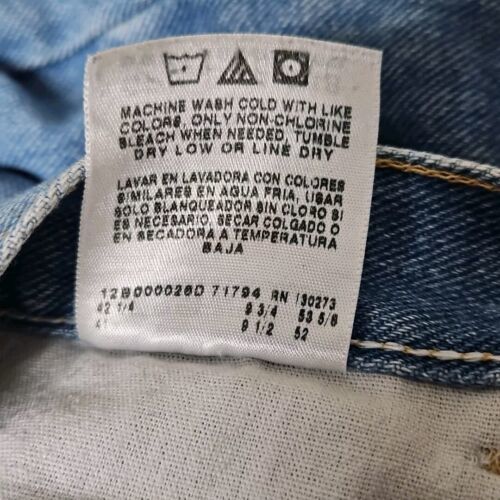 MACHINE WASH COLD WITH LIKE
COLORS, ONLY NON-CHLORINE
BLEACH WHEN NEEDED, TUMBLE
DRY LOW OR LINE DRY
LAVAR EN LAVADORA CON COLORES
SIMILARES EN AGUA FRIA, USAR
SOLO BLANQUEADOR SIN CLORO SI
ES NECESARIO, SECAR COLGADO O
EN SECADORA A TEMPERATURA
BAJA
12B000026D 71794 RN 130273
42 1/4 9 3/4 53 5/8
41 9 1/2 52